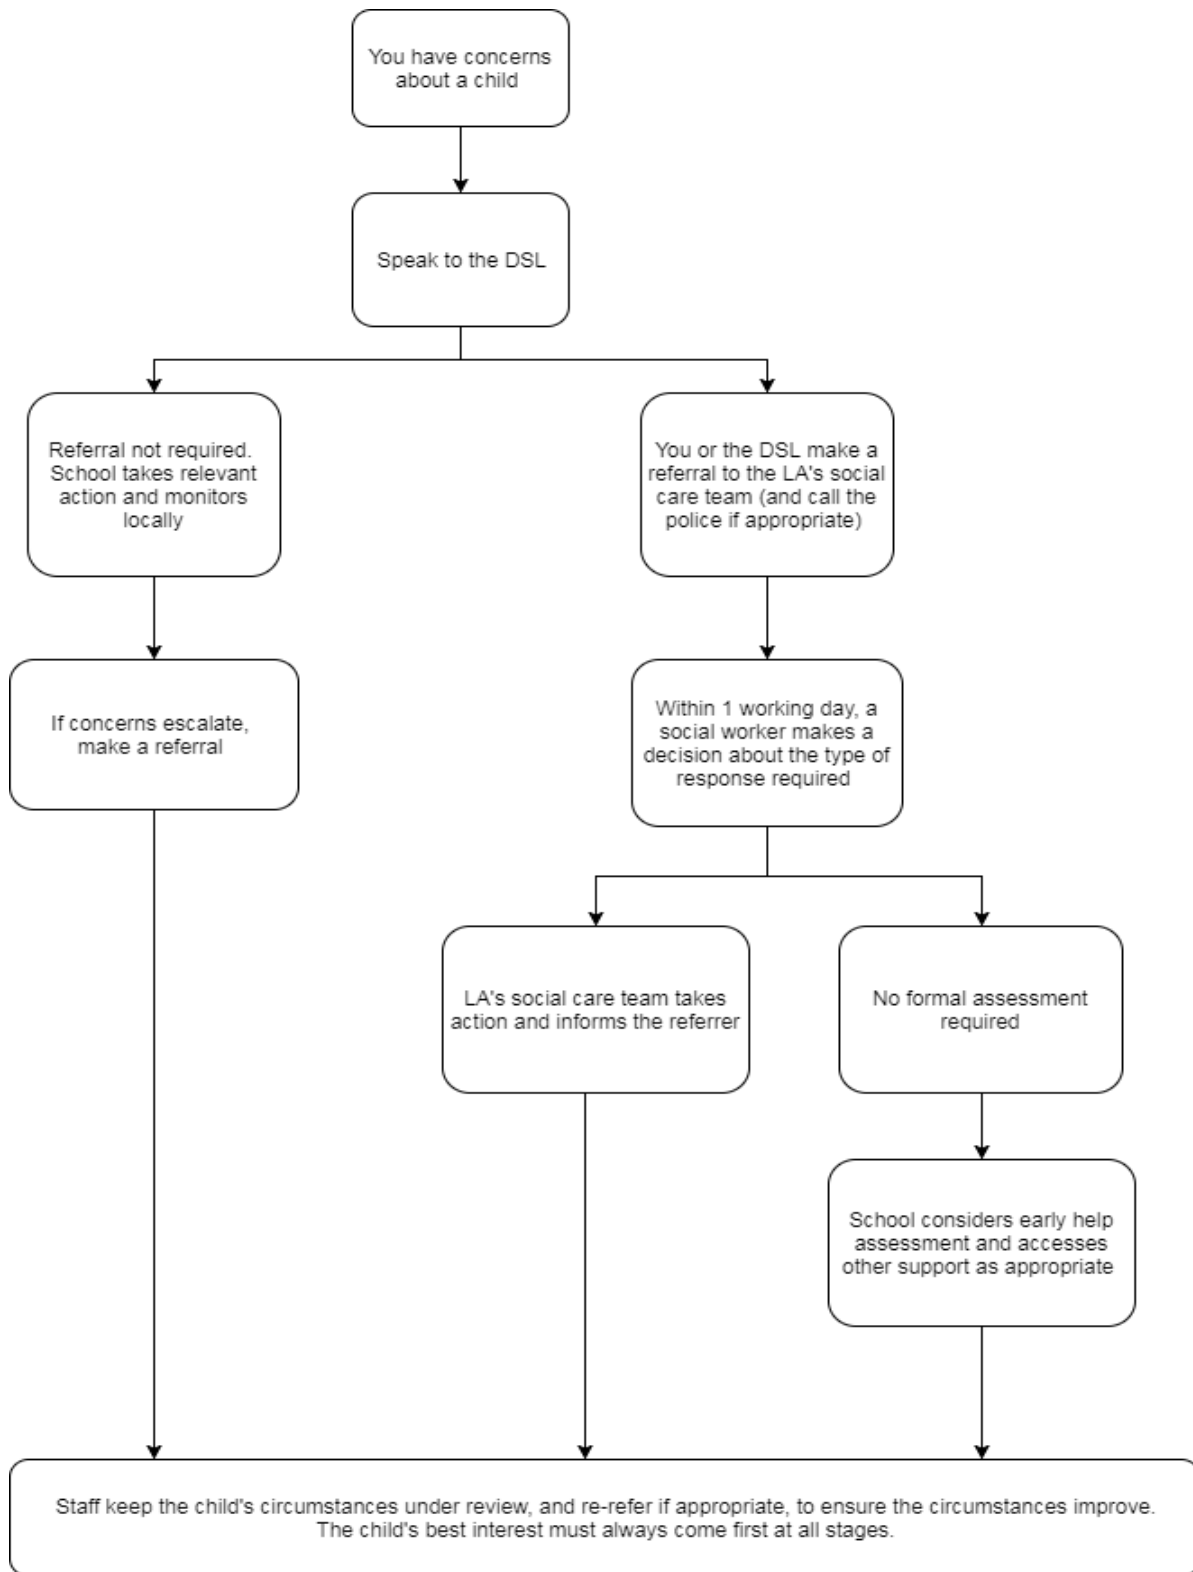 You have concerns
about a child
Speak to the DSL
Referral not required.
School takes relevant
action and monitors
locally
You or the DSL make a
referral to the LA's social
care team (and call the
police if appropriate)
If concerns escalate,
make a referral
Within 1 working day, a
social worker makes a
decision about the type of
response required
LA's social care team takes
action and informs the referrer
No formal assessment
required
School considers early help
assessment and accesses
other support as appropriate
Staff keep the child's circumstances under review, and re-refer if appropriate, to ensure the circumstances improve.
The child's best interest must always come first at all stages.